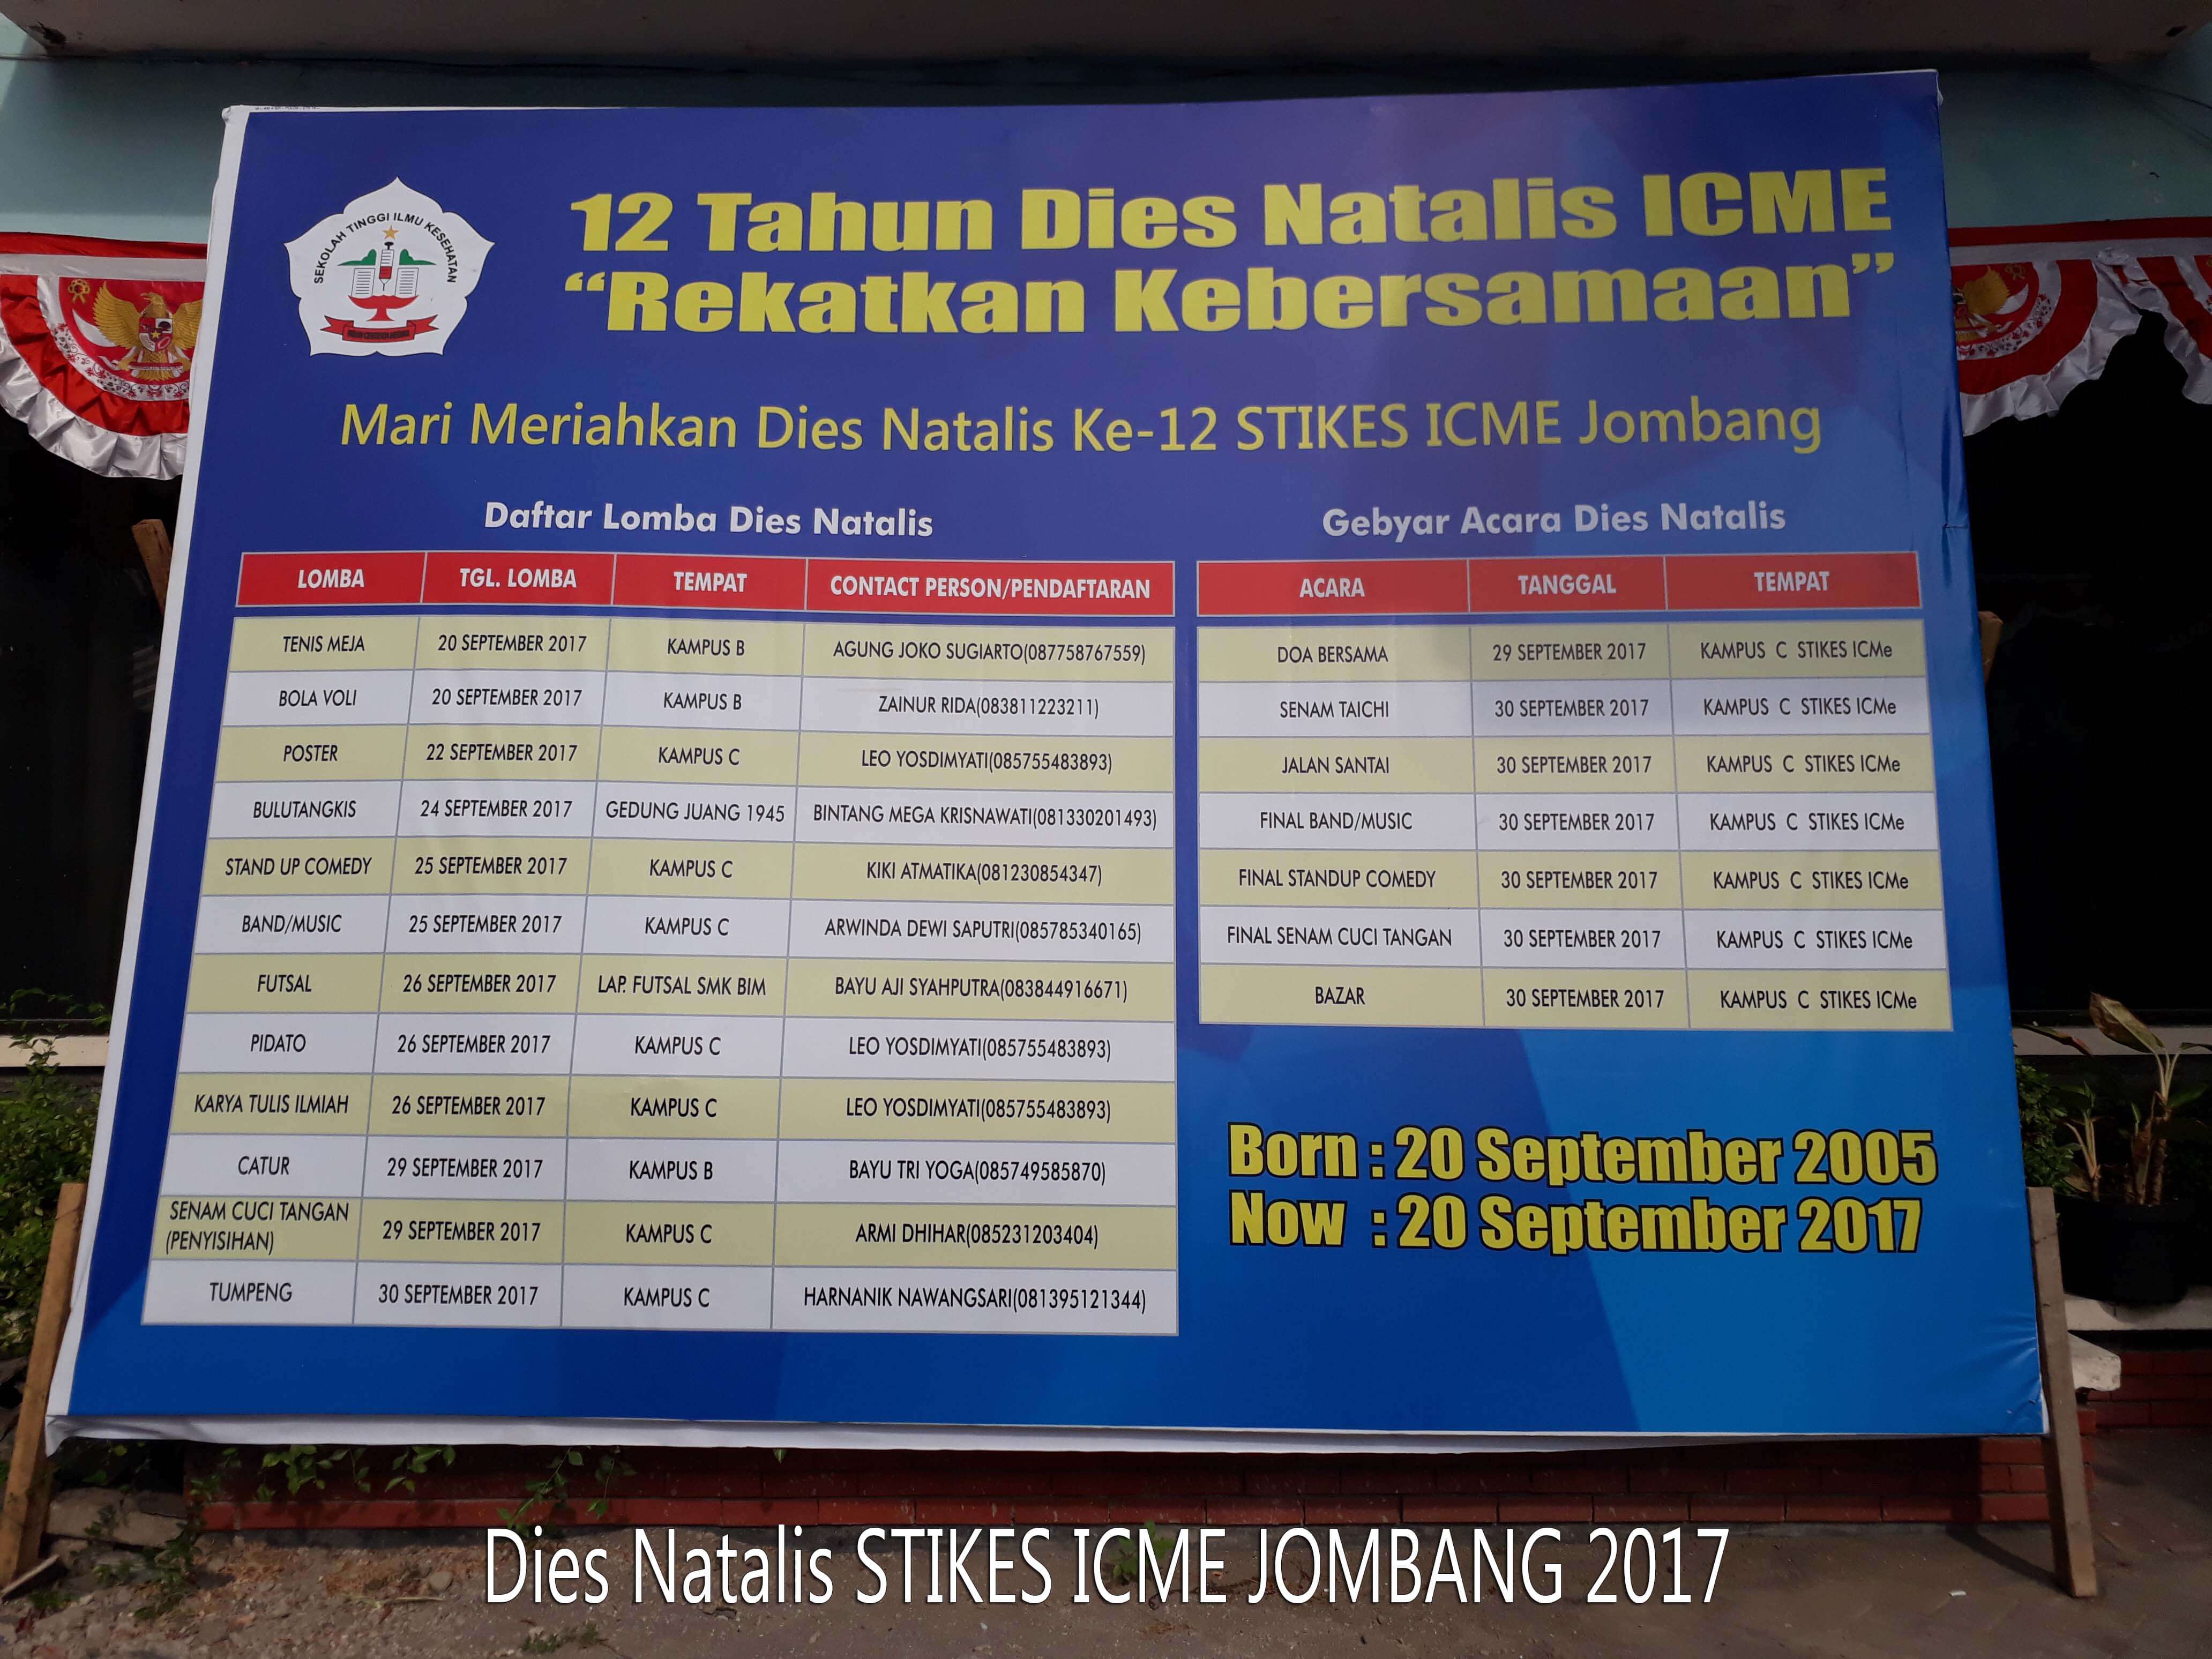 SEKOLAH TINGGI ILMU KESEHATAN
12 Tahun Dies Natalis ICME
“Rekatkan Kebersamaan”
Mari Meriahkan Dies Natalis Ke-12 STIKES ICME Jombang
Daftar Lomba Dies Natalis
LOMBA TGL. LOMBA TEMPAT CONTACT PERSON/PENDAFTARAN
TENIS MEJA 20 SEPTEMBER 2017 KAMPUS B AGUNG JOKO SUGIARTO(087758767559)
BOLA VOLI 20 SEPTEMBER 2017 KAMPUS B ZAINUR RIDA(083811223211)
POSTER 22 SEPTEMBER 2017 KAMPUS C LEO YOSDIMYATI(085755483893)
BULUTANGKIS 24 SEPTEMBER 2017 GEDUNG JUANG 1945 BINTANG MEGA KRISNAWATI(081330201493)
STAND UP COMEDY 25 SEPTEMBER 2017 KAMPUS C KIKI ATMATIKA(081230854347)
BAND/MUSIC 25 SEPTEMBER 2017 KAMPUS C ARWINDA DEWI SAPUTRI(085785340165)
FUTSAL 26 SEPTEMBER 2017 LAP. FUTSAL SMK BIM BAYU AJI SYAHPUTRA(083844916671)
PIDATO 26 SEPTEMBER 2017 KAMPUS C LEO YOSDIMYATI(085755483893)
KARYA TULIS ILMIAH 26 SEPTEMBER 2017 KAMPUS C LEO YOSDIMYATI(085755483893)
CATUR 29 SEPTEMBER 2017 KAMPUS B BAYU TRI YOGA(085749585870)
SENAM CUCI TANGAN
(PENYISIHAN) 29 SEPTEMBER 2017 KAMPUS C ARMI DHIHAR(085231203404)
TUMPENG 30 SEPTEMBER 2017 KAMPUS C HARNANIK NAWANGSARI(081395121344)
Gebyar Acara Dies Natalis
ACARA TANGGAL TEMPAT
DOA BERSAMA 29 SEPTEMBER 2017 KAMPUS C STIKES ICMe
SENAM TAICHI 30 SEPTEMBER 2017 KAMPUS C STIKES ICMe
JALAN SANTAI 30 SEPTEMBER 2017 KAMPUS C STIKES ICMe
FINAL BAND/MUSIC 30 SEPTEMBER 2017 KAMPUS C STIKES ICMe
FINAL STANDUP COMEDY 30 SEPTEMBER 2017 KAMPUS C STIKES ICMe
FINAL SENAM CUCI TANGAN 30 SEPTEMBER 2017 KAMPUS C STIKES ICMe
BAZAR 30 SEPTEMBER 2017 KAMPUS C STIKES ICMe
Born : 20 September 2005
Now : 20 September 2017
Dies Natalis STIKES ICME JOMBANG 2017